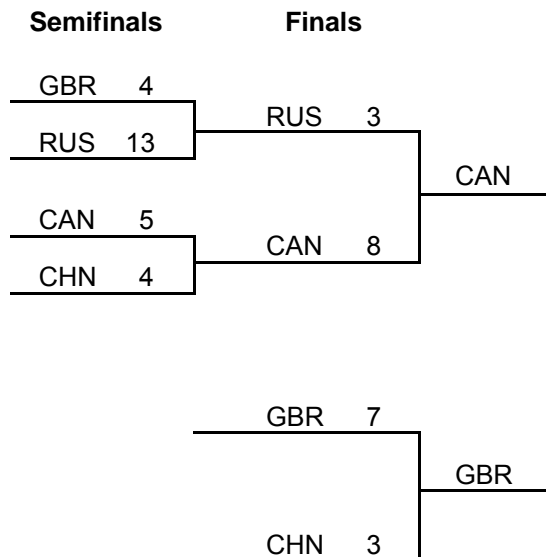 Semifinals Finals
GBR 4
RUS 3
RUS 13
CAN
CAN 5
CAN 8
CHN 4
GBR 7
GBR
CHN 3